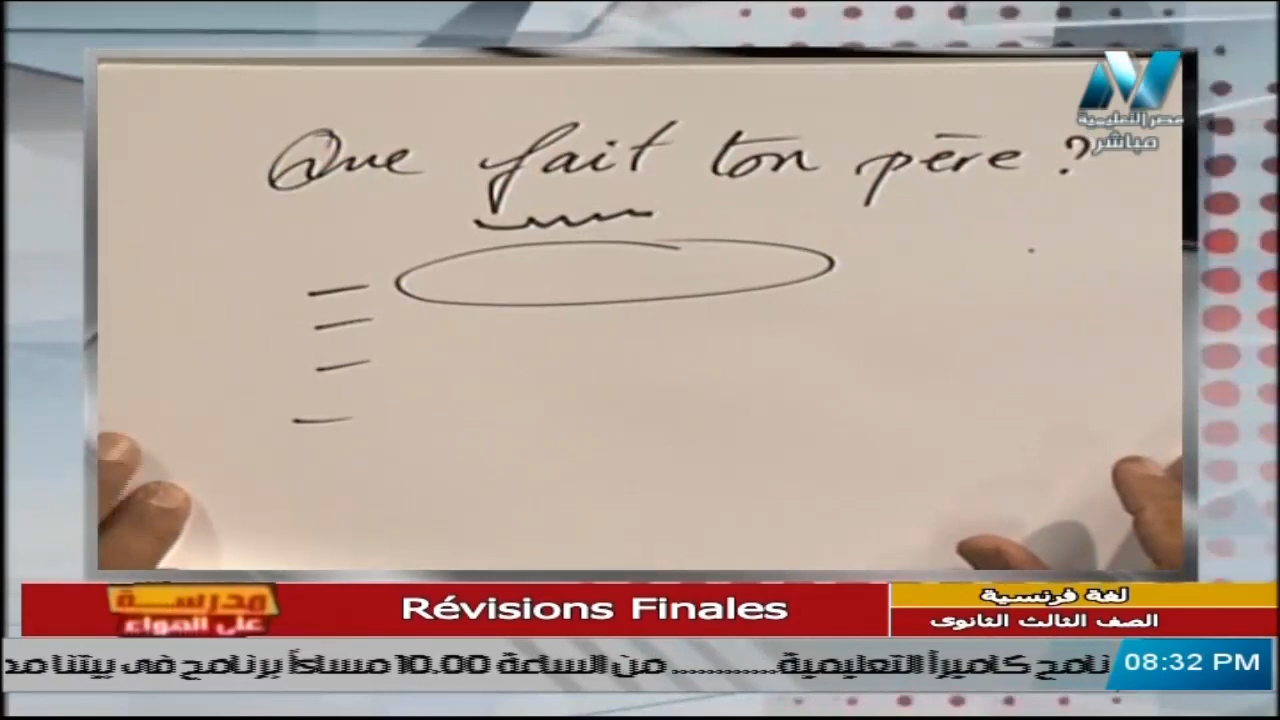 مصر التعليمية
مباشر
Que fait ton père ?
مدرسة
على الهواء
Révisions Finales
لغة فرنسية
الصف الثالث الثانوى
نامج كاميرا التعليمية............ من الساعة 10.00 مساءاً برنامج فى بيتنا مد
08:32 PM